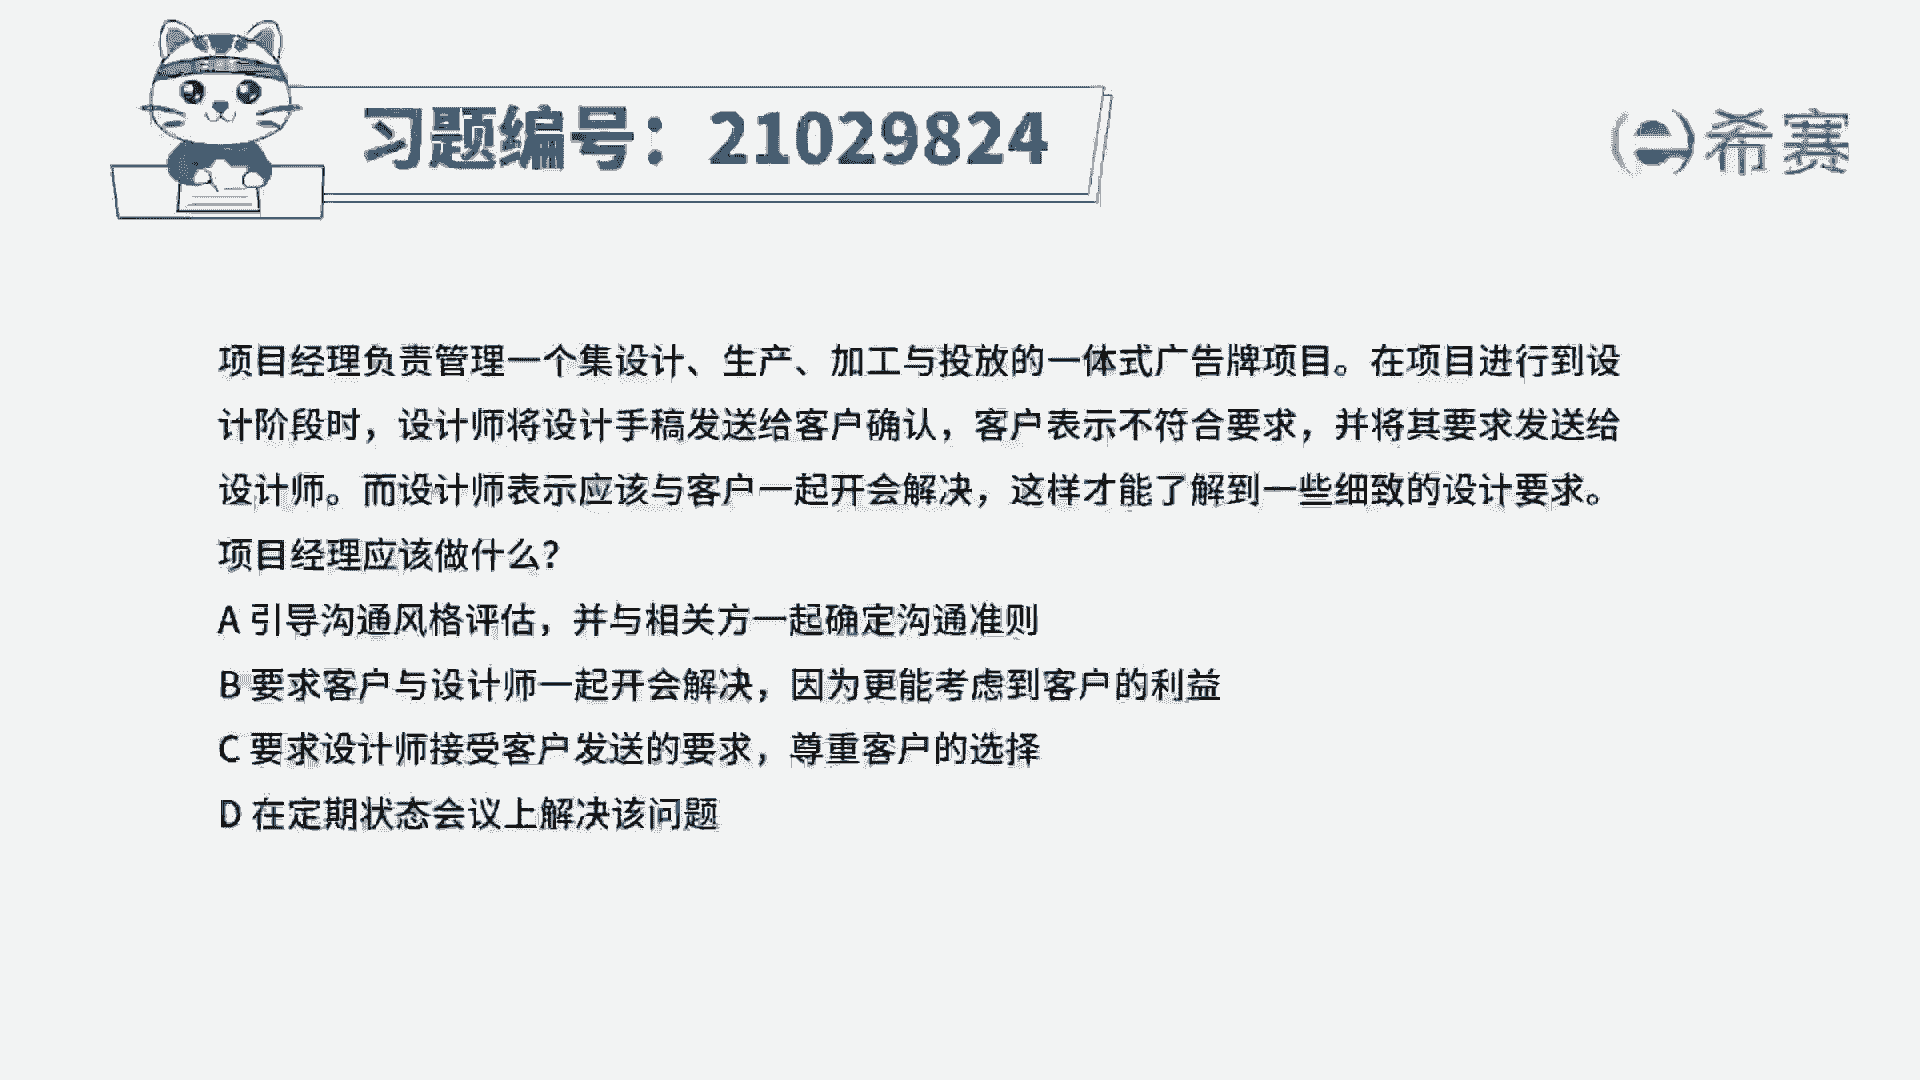 习题编号：21029824
希赛
项目经理负责管理一个集设计、生产、加工与投放的一体式广告牌项目。在项目进行到设
计阶段时，设计师将设计手稿发送给客户确认，客户表示不符合要求，并将其要求发送给
设计师。而设计师表示应该与客户一起开会解决，这样才能了解到一些细致的设计要求。
项目经理应该做什么？
A 引导沟通风格评估，并与相关方一起确定沟通准则
B 要求客户与设计师一起开会解决，因为更能考虑到客户的利益
C 要求设计师接受客户发送的要求，尊重客户的选择
D 在定期状态会议上解决该问题